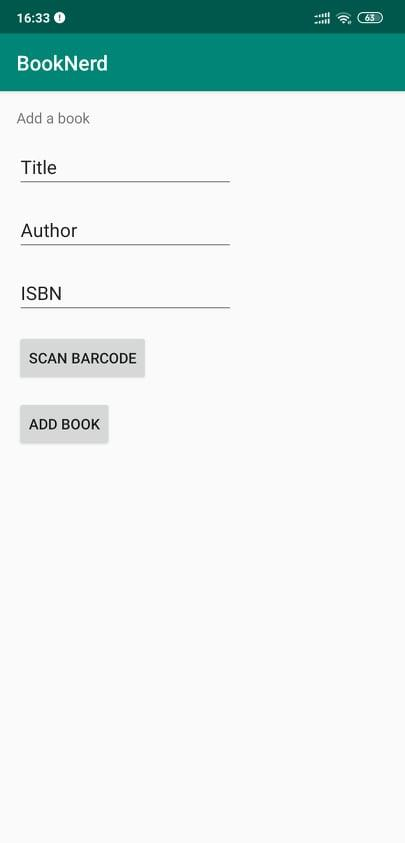 16:33
63
BookNerd
Add a book
Title
Author
ISBN
SCAN BARCODE
ADD BOOK